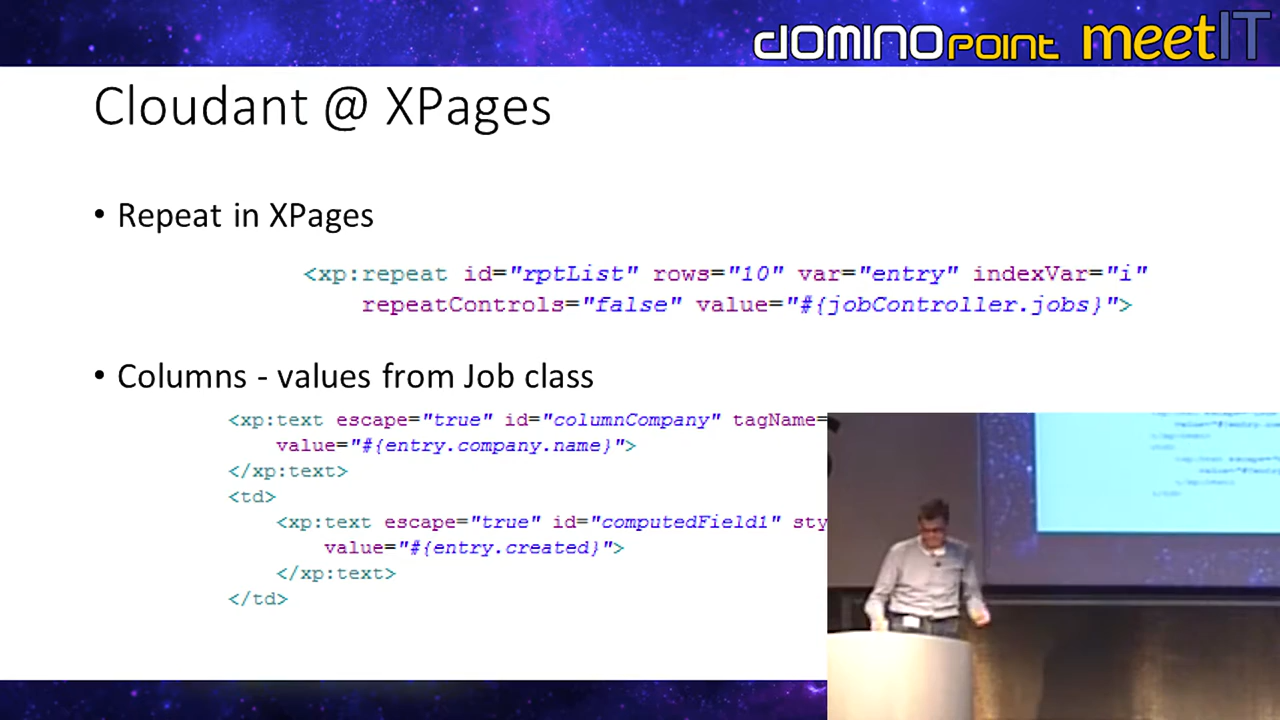 dominopoint meetIT
Cloudant @ XPages
• Repeat in XPages
<xp:repeat id="rptList" rows="10" var="entry" indexVar="i"
repeatControls="false" value="#{jobController.jobs}">
• Columns - values from Job class
<xp:text escape="true" id="columnCompany" tagName=
value="#{entry.company.name}">
</xp:text>
<td>
<xp:text escape="true" id="computedField1" sty
value="#{entry.created}">
</xp:text>
</td>